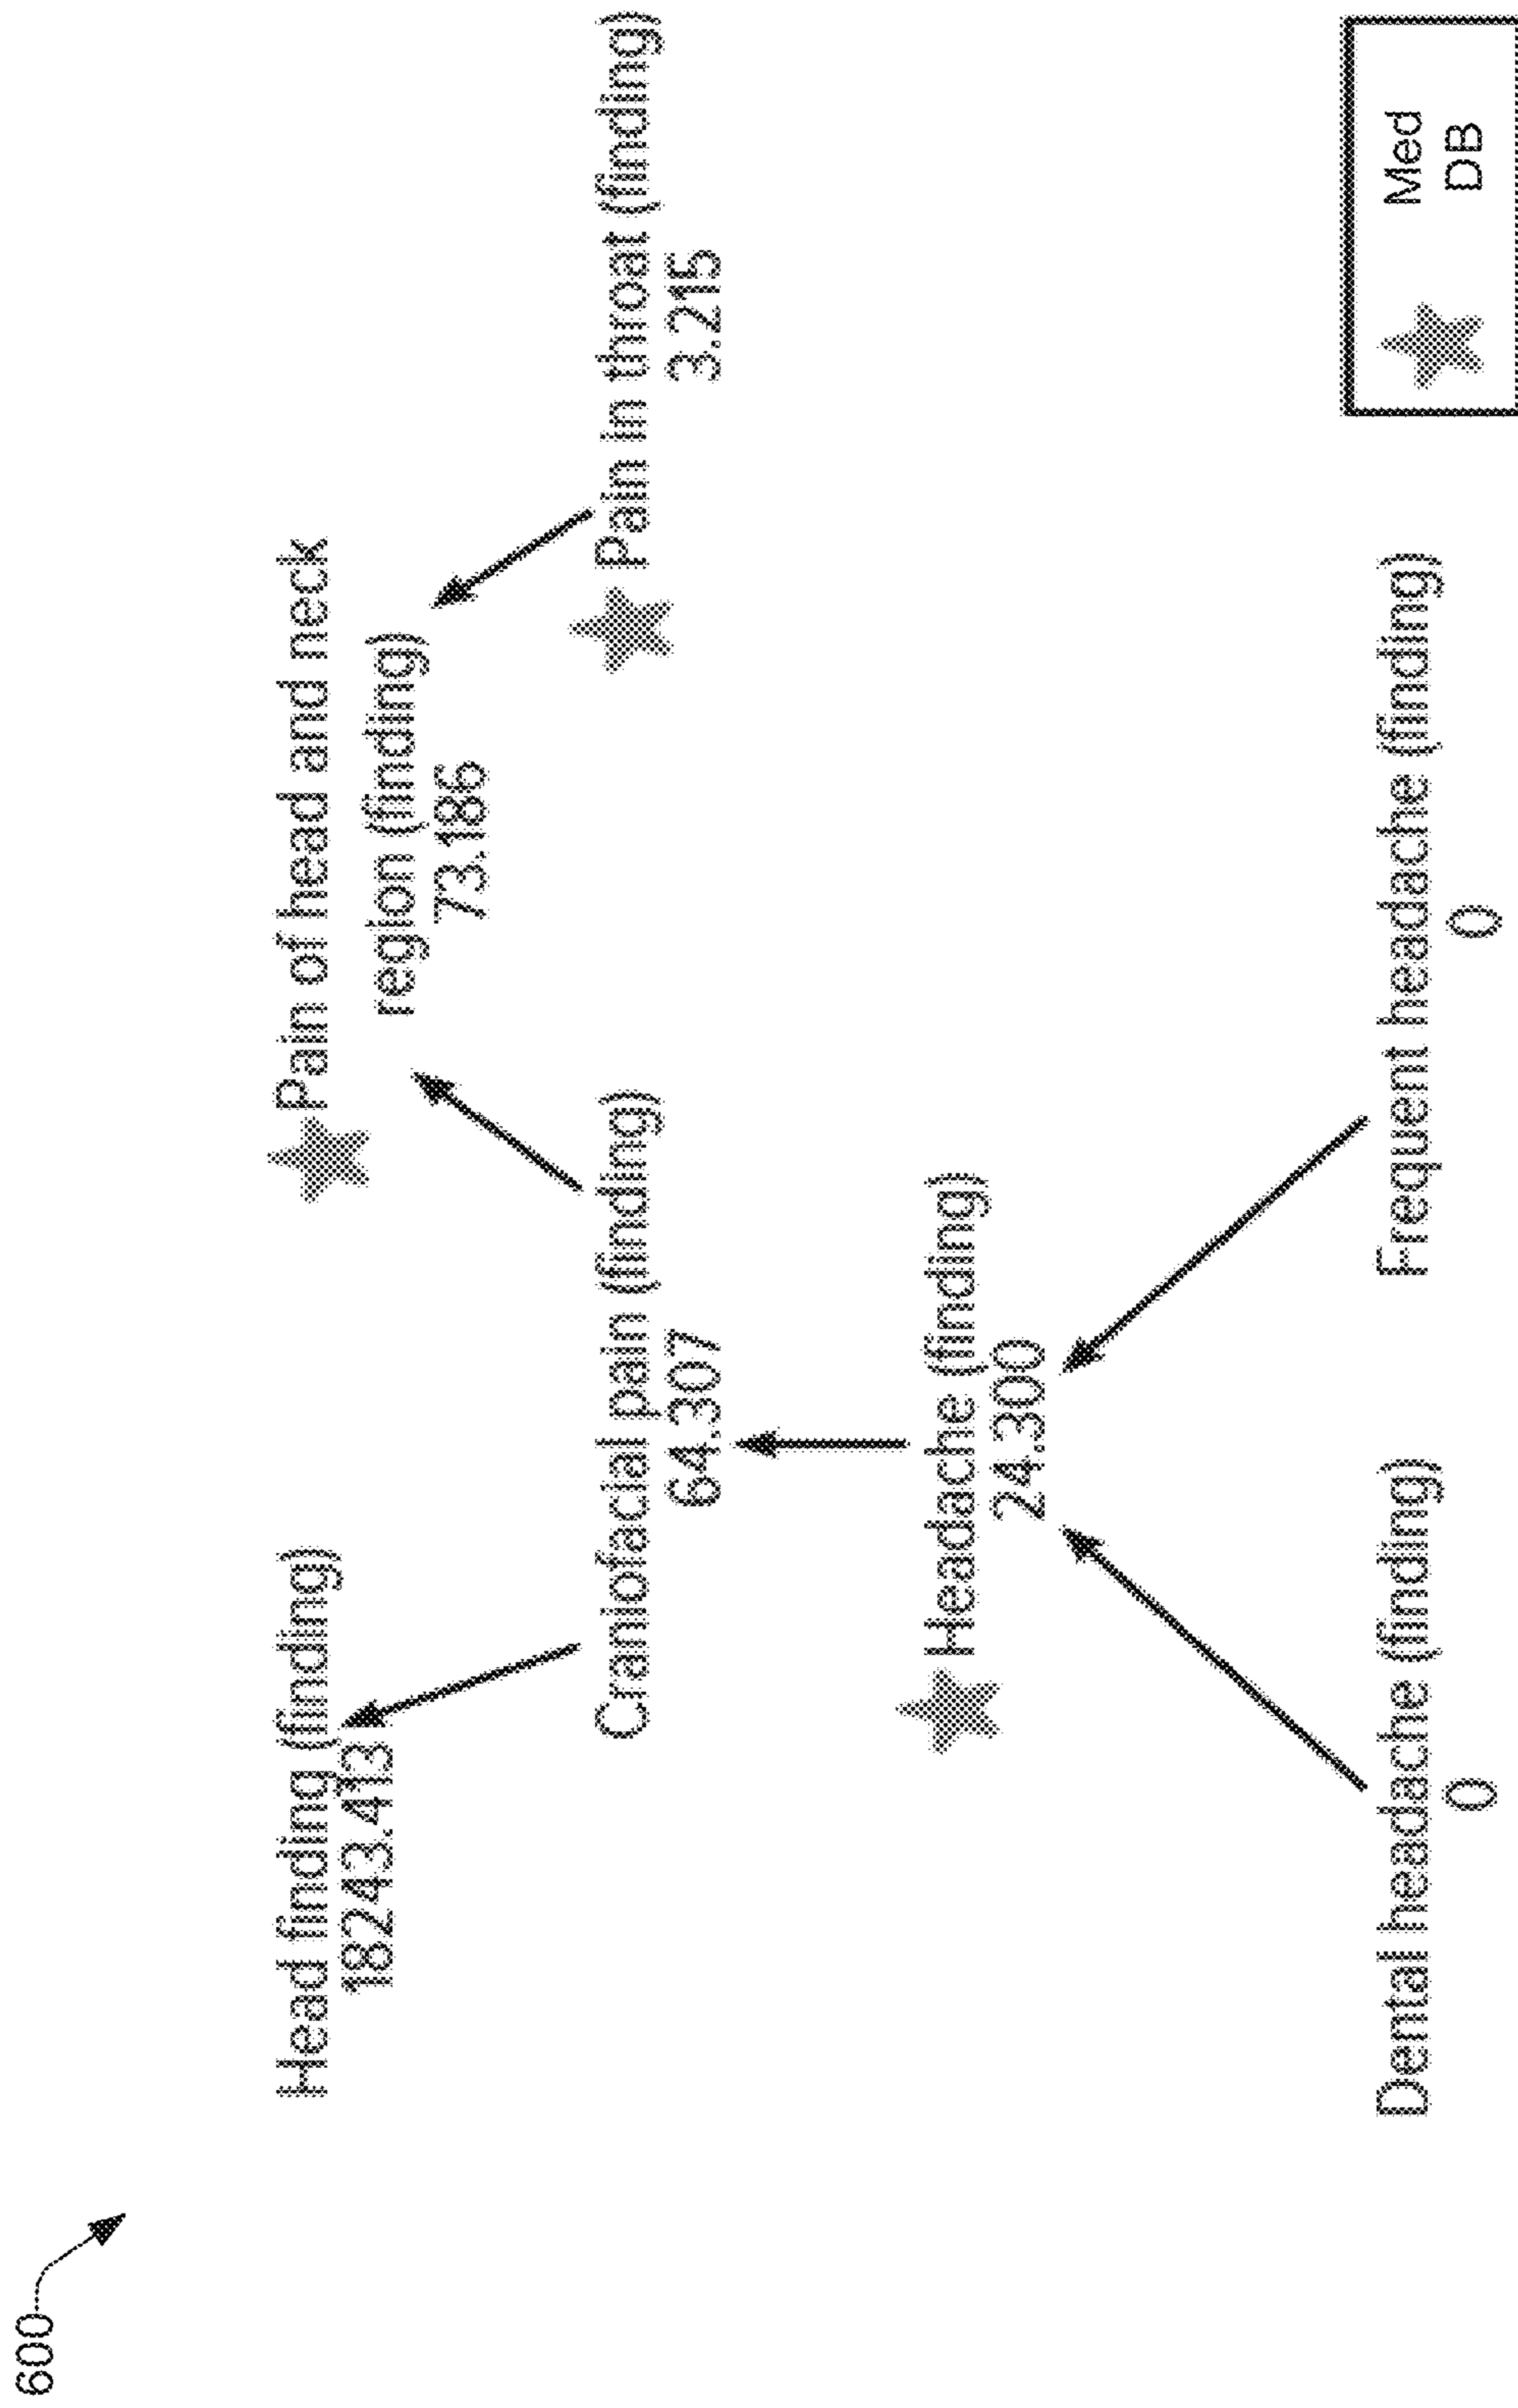 600
Head finding (finding)
18243.413
Pain of head and neck
region (finding)
73.186
Craniofacial pain (finding)
64.307
Pain in throat (finding)
3.215
Headache (finding)
24.300
Dental headache (finding)
0
Frequent headache (finding)
0
Med
DB